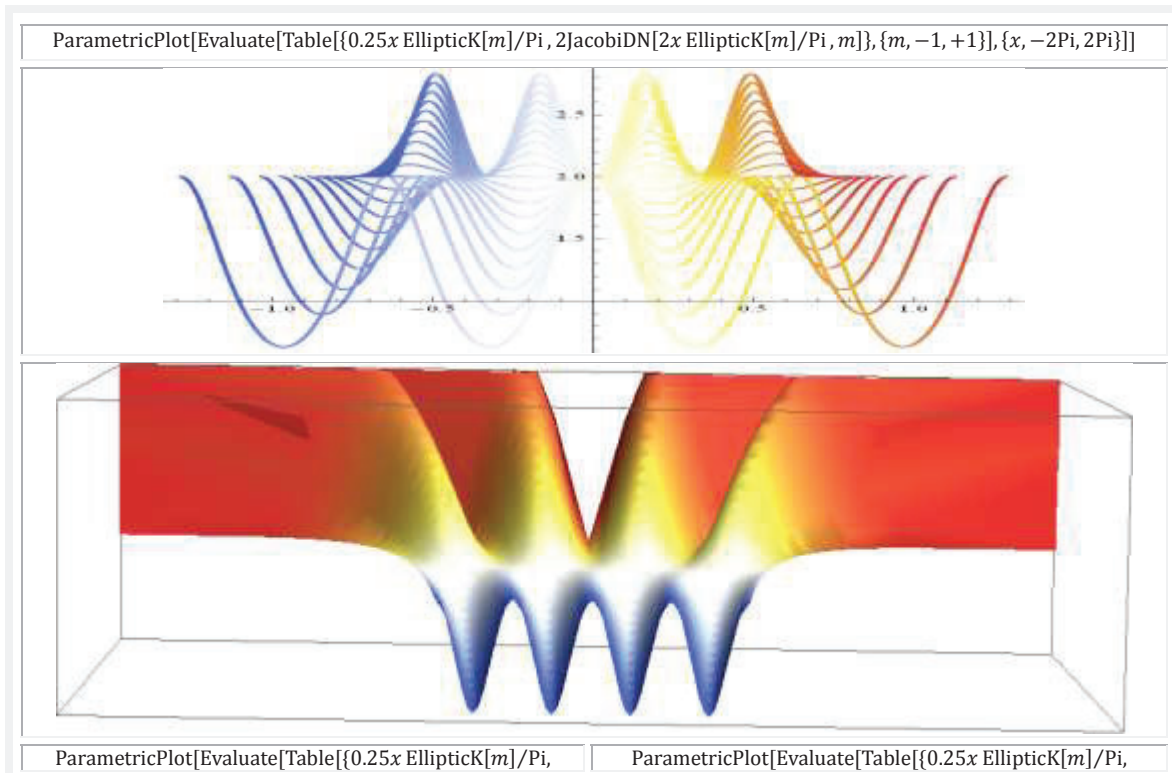 ParametricPlot[Evaluate[Table[{0.25x EllipticK[m]/Pi , 2JacobiDN[2x EllipticK[m]/Pi , m]}, {m, −1, +1}], {x, −2Pi, 2Pi}]]
2.5
2.0
1.5
−1.0 −0.5 0.5 1.0
ParametricPlot[Evaluate[Table[{0.25x EllipticK[m]/Pi,
ParametricPlot[Evaluate[Table[{0.25x EllipticK[m]/Pi,